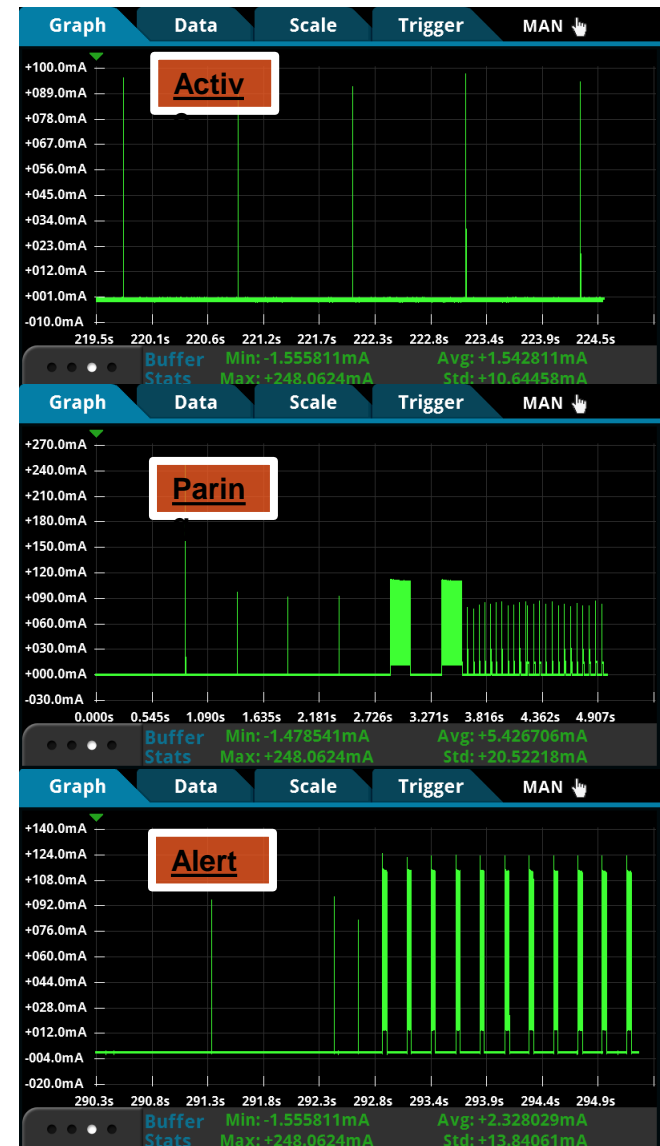 Graph Data Scale Trigger MAN
Activ
+100.0mA
+089.0mA
+078.0mA
+067.0mA
+056.0mA
+045.0mA
+034.0mA
+023.0mA
+012.0mA
+001.0mA
-010.0mA
219.5s 220.1s 220.6s 221.2s 221.7s 222.3s 222.8s 223.4s 223.9s 224.5s
Buffer Min: -1.555811mA Avg: +1.542811mA
Stats Max: +248.0624mA Std: +10.64458mA
Graph Data Scale Trigger MAN
Parin
+270.0mA
+240.0mA
+210.0mA
+180.0mA
+150.0mA
+120.0mA
+090.0mA
+060.0mA
+030.0mA
+000.0mA
-030.0mA
0.000s 0.545s 1.090s 1.635s 2.181s 2.726s 3.271s 3.816s 4.362s 4.907s
Buffer Min: -1.478541mA Avg: +5.426706mA
Stats Max: +248.0624mA Std: +20.52218mA
Graph Data Scale Trigger MAN
Alert
+140.0mA
+124.0mA
+108.0mA
+092.0mA
+076.0mA
+060.0mA
+044.0mA
+028.0mA
+012.0mA
-004.0mA
-020.0mA
290.3s 290.8s 291.3s 291.8s 292.3s 292.8s 293.4s 293.9s 294.4s 294.9s
Buffer Min: -1.555811mA Avg: +2.328029mA
Stats Max: +248.0624mA Std: +13.84061mA